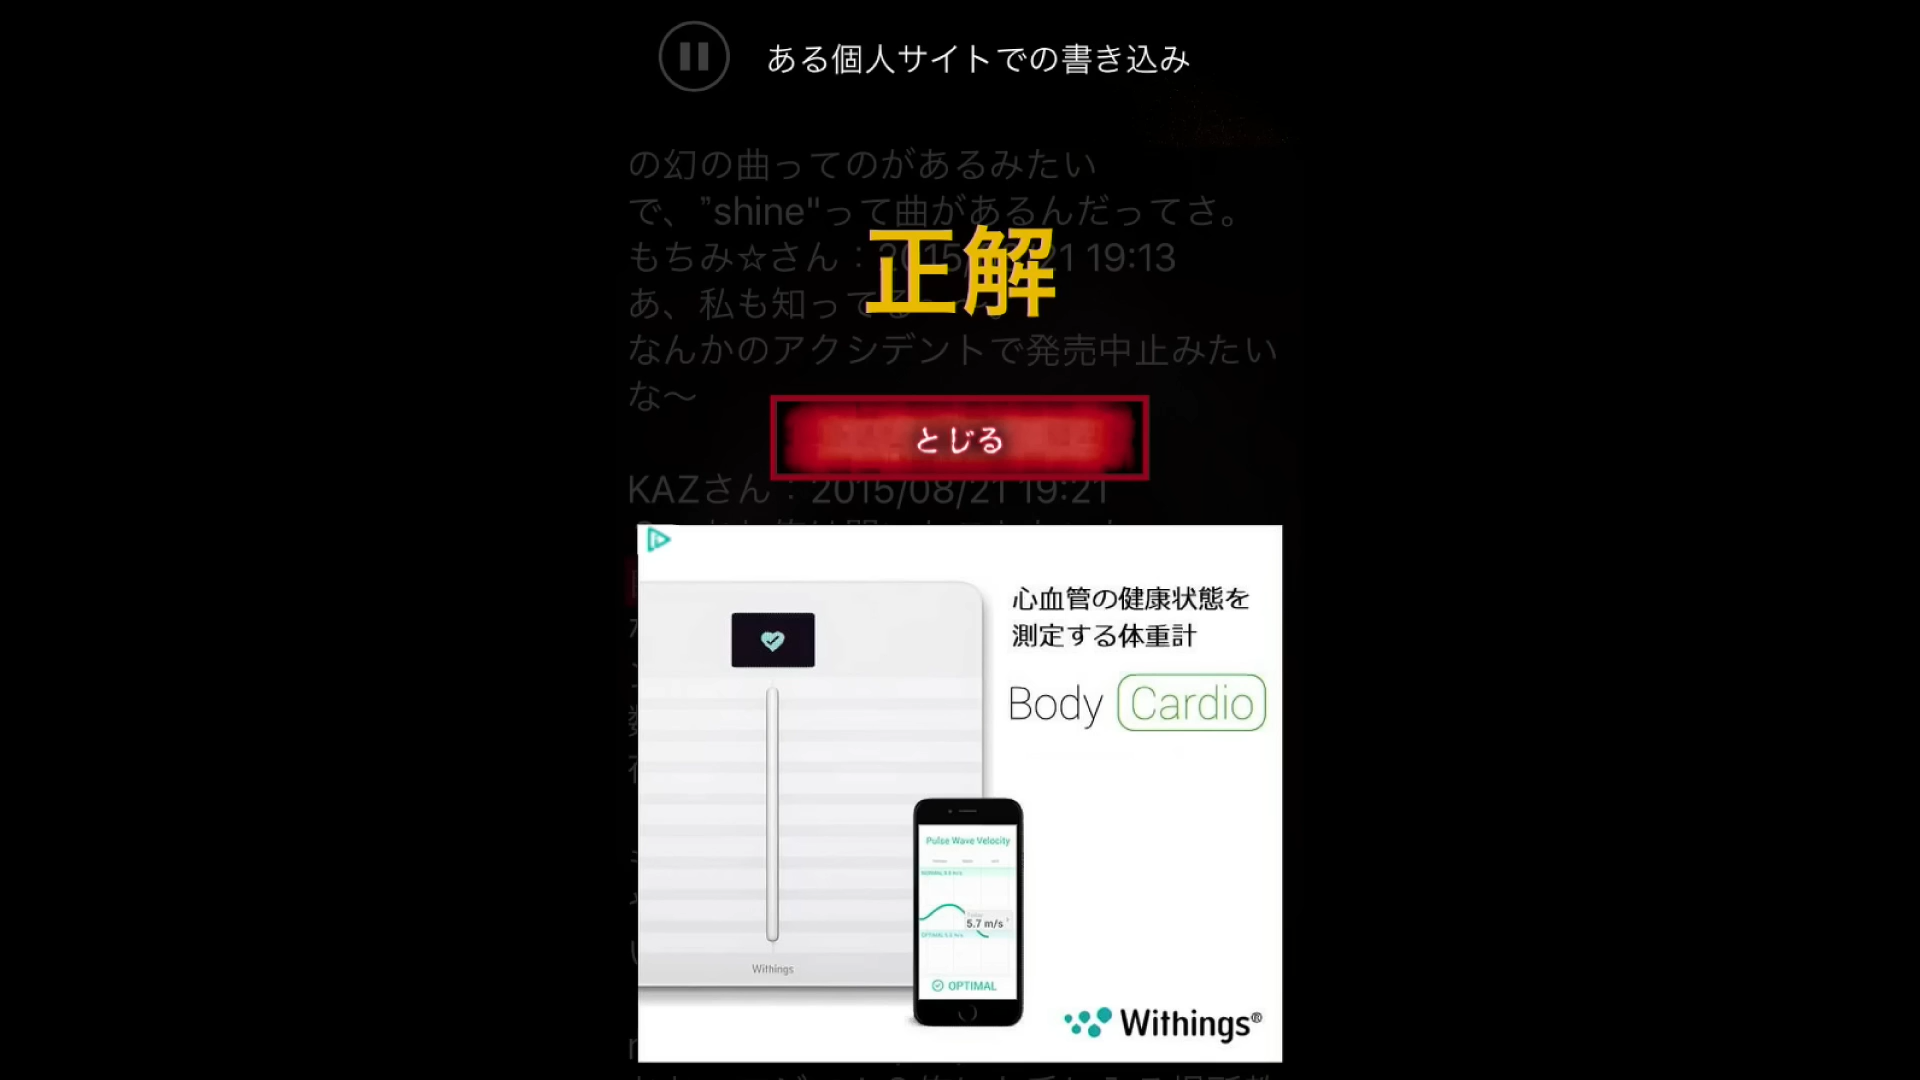 ある個人サイトでの書き込み
の幻の曲ってのがあるみたい
で、”shine"って曲があるんだってさ。
正解
もちみ☆さん：2015/ 21 19:13
あ、私も知ってる
なんかのアクシデントで発売中止みたい
な〜
とじる
KAZさん：2015/08/21 19:21
心血管の健康状態を
測定する体重計
Body Cardio
Pulse Wave Velocity
5.7 m/s
OPTIMAL
Withings
Withings®